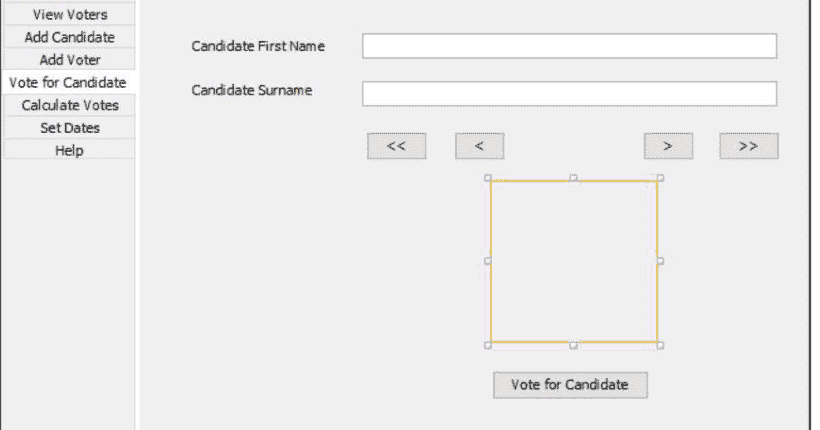 View Voters
Add Candidate
Add Voter
Vote for Candidate
Calculate Votes
Set Dates
Help
Candidate First Name
Candidate Surname
<< < > >>
Vote for Candidate